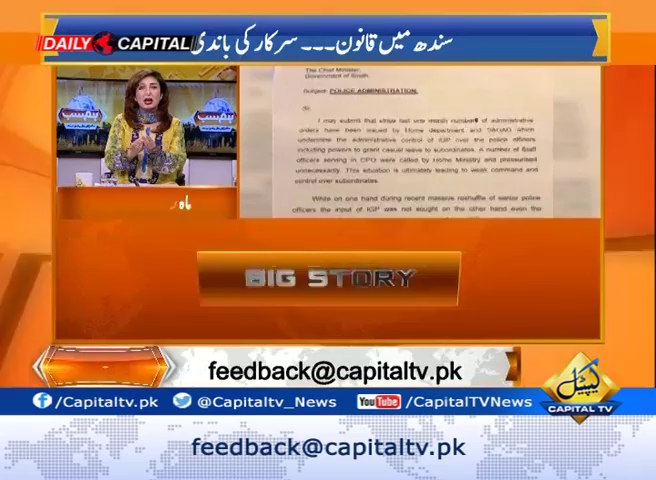 سندھ میں قانون۔۔۔ سرکار کی باندی
DAILY CAPITAL
The Chief Minister,
Government of Sindh.
Subject: POLICE ADMINISTRATION.
I may submit that since last one month number of administrative
orders have been issued by Home department and which
undermine the administrative control of IGP over the police officers
including powers to grant casual leave to subordinates. A number of Staff
officers serving in CPO were called by Home Ministry and pressurised
unnecessarily. This situation is ultimately leading to weak command and
control over subordinates.
While on one hand during recent massive reshuffle of senior police
officers the input of IGP was not sought on the other hand even the
BIG STORY
feedback@capitaltv.pk
کیپیٹل
CAPITAL TV
/Capitaltv.pk @Capitaltv_News You Tube /CapitalTVNews
feedback@capitaltv.pk